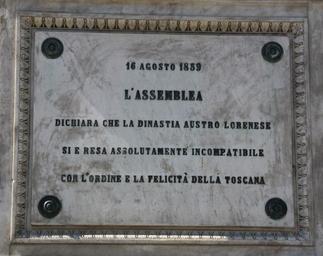 16 AGOSTO 1859
L'ASSEMBLEA
DICHIARA CHE LA DINASTIA AUSTRO LORENESE
SI È RESA ASSOLUTAMENTE INCOMPATIBILE
CON L'ORDINE E LA FELICITÀ DELLA TOSCANA